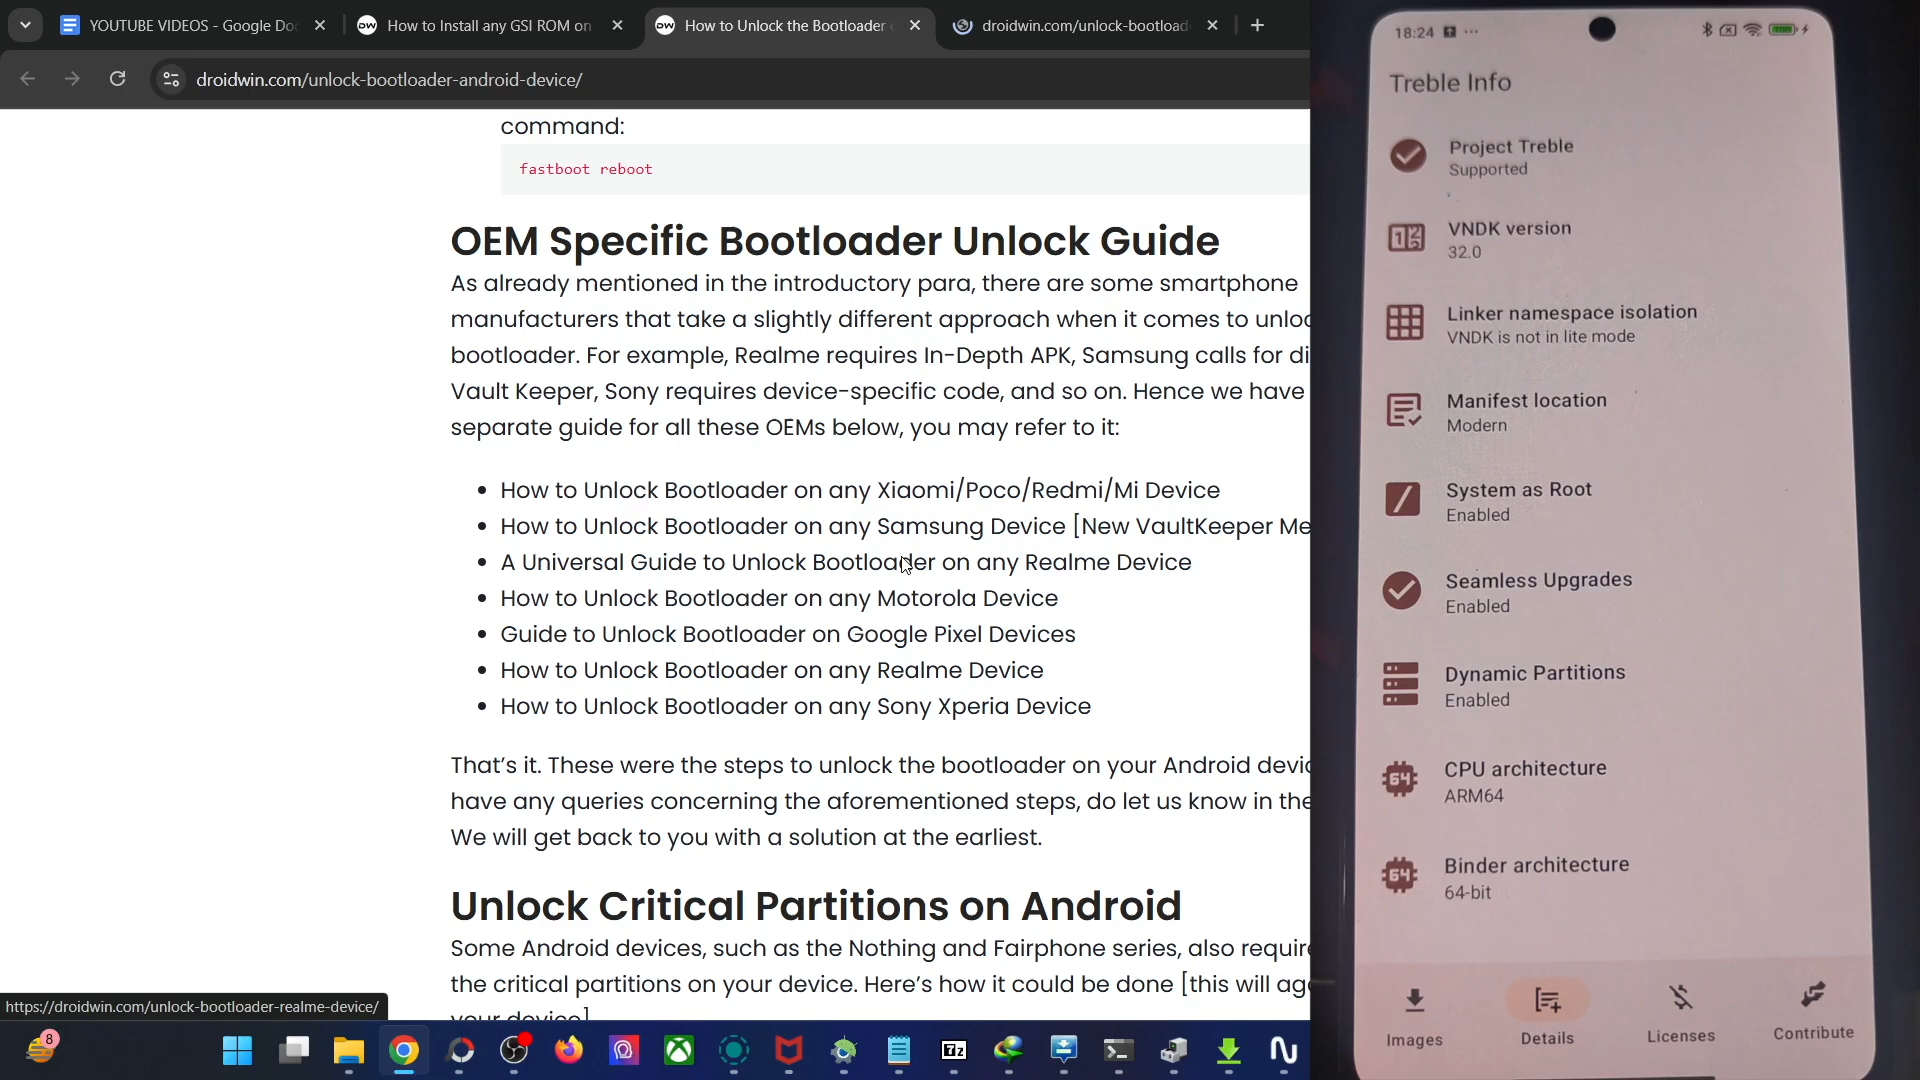 YOUTUBE VIDEOS - Google Do
How to Install any GSI ROM on
How to Unlock the Bootloader
droidwin.com/unlock-bootload
droidwin.com/unlock-bootloader-android-device/
command:
fastboot reboot
OEM Specific Bootloader Unlock Guide
As already mentioned in the introductory para, there are some smartphone
manufacturers that take a slightly different approach when it comes to unloc
bootloader. For example, Realme requires In-Depth APK, Samsung calls for di
Vault Keeper, Sony requires device-specific code, and so on. Hence we have
separate guide for all these OEMs below, you may refer to it:
• How to Unlock Bootloader on any Xiaomi/Poco/Redmi/Mi Device
• How to Unlock Bootloader on any Samsung Device [New VaultKeeper Me
• A Universal Guide to Unlock Bootloader on any Realme Device
• How to Unlock Bootloader on any Motorola Device
• Guide to Unlock Bootloader on Google Pixel Devices
• How to Unlock Bootloader on any Realme Device
• How to Unlock Bootloader on any Sony Xperia Device
That's it. These were the steps to unlock the bootloader on your Android devic
have any queries concerning the aforementioned steps, do let us know in the
We will get back to you with a solution at the earliest.
Unlock Critical Partitions on Android
Some Android devices, such as the Nothing and Fairphone series, also require
the critical partitions on your device. Here's how it could be done [this will aga
your device]
https://droidwin.com/unlock-bootloader-realme-device/
8
7z
18:24
Treble Info
Project Treble
Supported
VNDK version
32.0
Linker namespace isolation
VNDK is not in lite mode
Manifest location
Modern
System as Root
Enabled
Seamless Upgrades
Enabled
Dynamic Partitions
Enabled
64
CPU architecture
ARM64
64
Binder architecture
64-bit
Images
Details
Licenses
Contribute